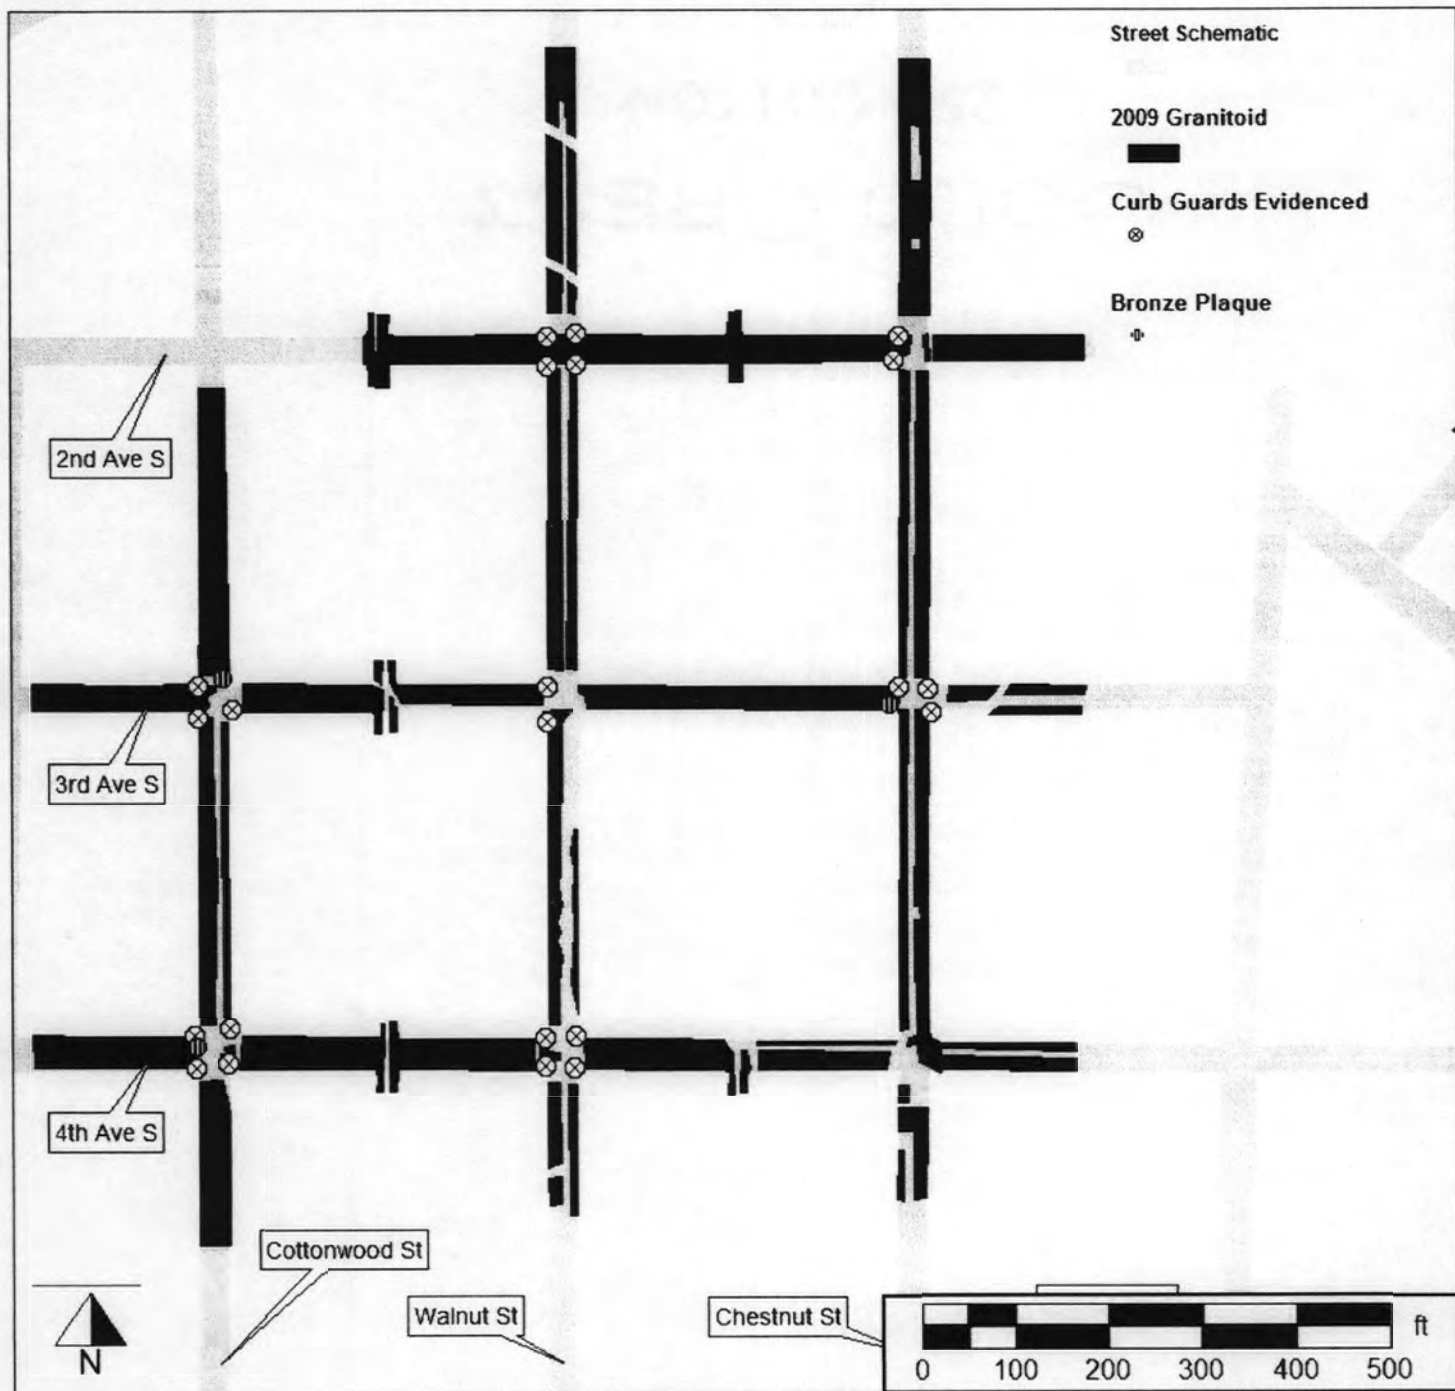 Street Schematic
2009 Granitoid
Curb Guards Evidenced
Bronze Plaque
2nd Ave S
3rd Ave S
4th Ave S
Cottonwood St
Walnut St
Chestnut St
N
ft
0 100 200 300 400 500